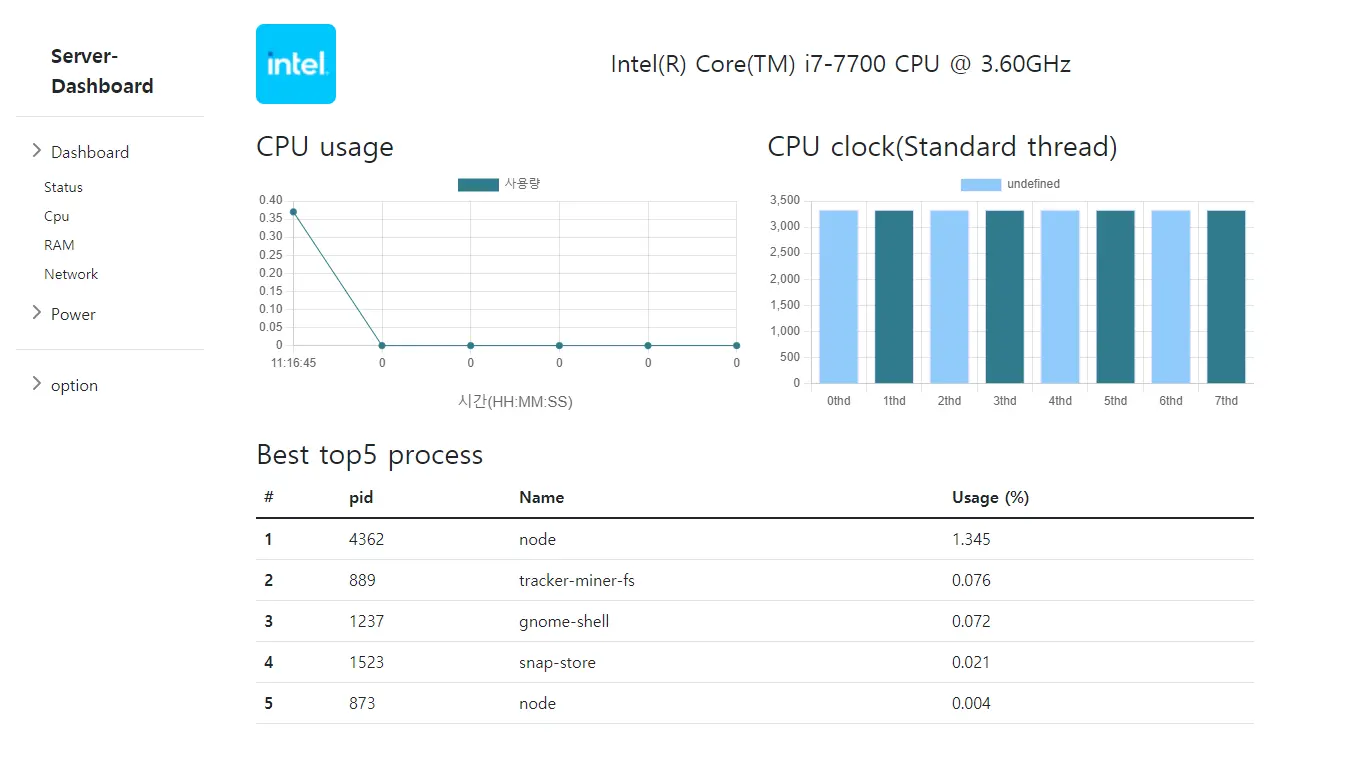 Server-
Dashboard
Dashboard
Status
Cpu
RAM
Network
Power
option
intel.
Intel(R) Core(TM) i7-7700 CPU @ 3.60GHz
CPU usage
사용량
0.40
0.35
0.30
0.25
0.20
0.15
0.10
0.05
0
11:16:45 0 0 0 0 0
시간(HH:MM:SS)
CPU clock(Standard thread)
undefined
3,500
3,000
2,500
2,000
1,500
1,000
500
0
0thd 1thd 2thd 3thd 4thd 5thd 6thd 7thd
Best top5 process
# pid Name Usage (%)
1 4362 node 1.345
2 889 tracker-miner-fs 0.076
3 1237 gnome-shell 0.072
4 1523 snap-store 0.021
5 873 node 0.004